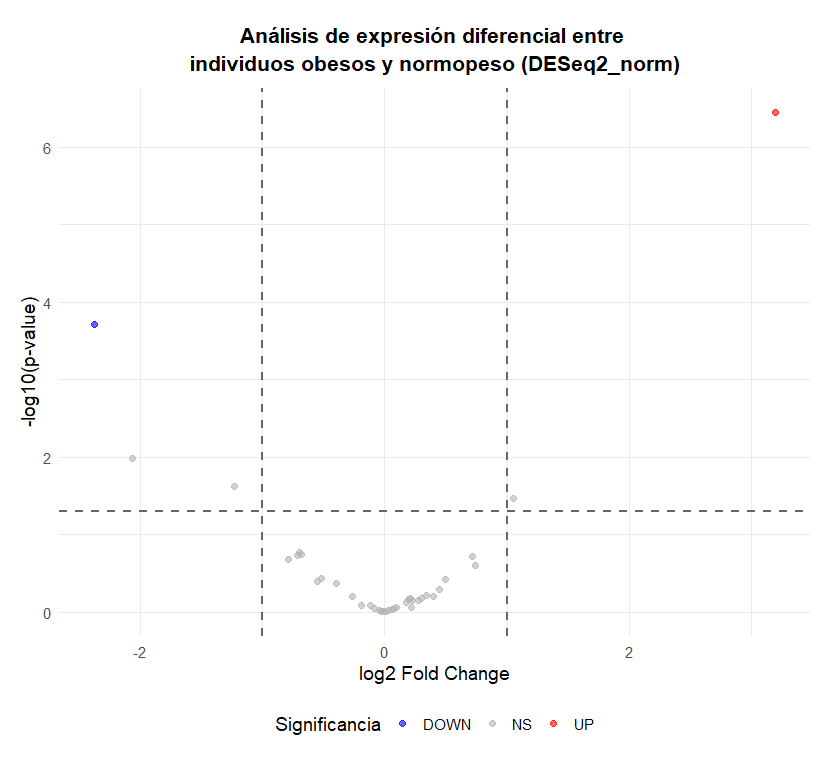 Análisis de expresión diferencial entre
individuos obesos y normopeso (DESeq2_norm)
-log10(p-value)
6
4
2
0
-2
0
2
log2 Fold Change
Significancia DOWN NS UP